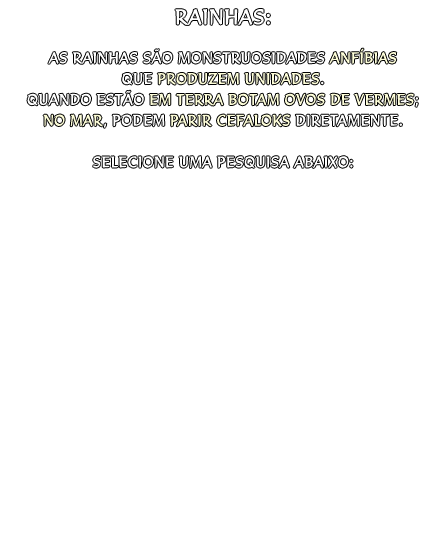 RAINHAS:
AS RAINHAS SÃO MONSTRUOSIDADES ANFÍBIAS
QUE PRODUZEM UNIDADES.
QUANDO ESTÃO EM TERRA BOTAM OVOS DE VERMES;
NO MAR, PODEM PARIR CEFALOKS DIRETAMENTE.
SELECIONE UMA PESQUISA ABAIXO: